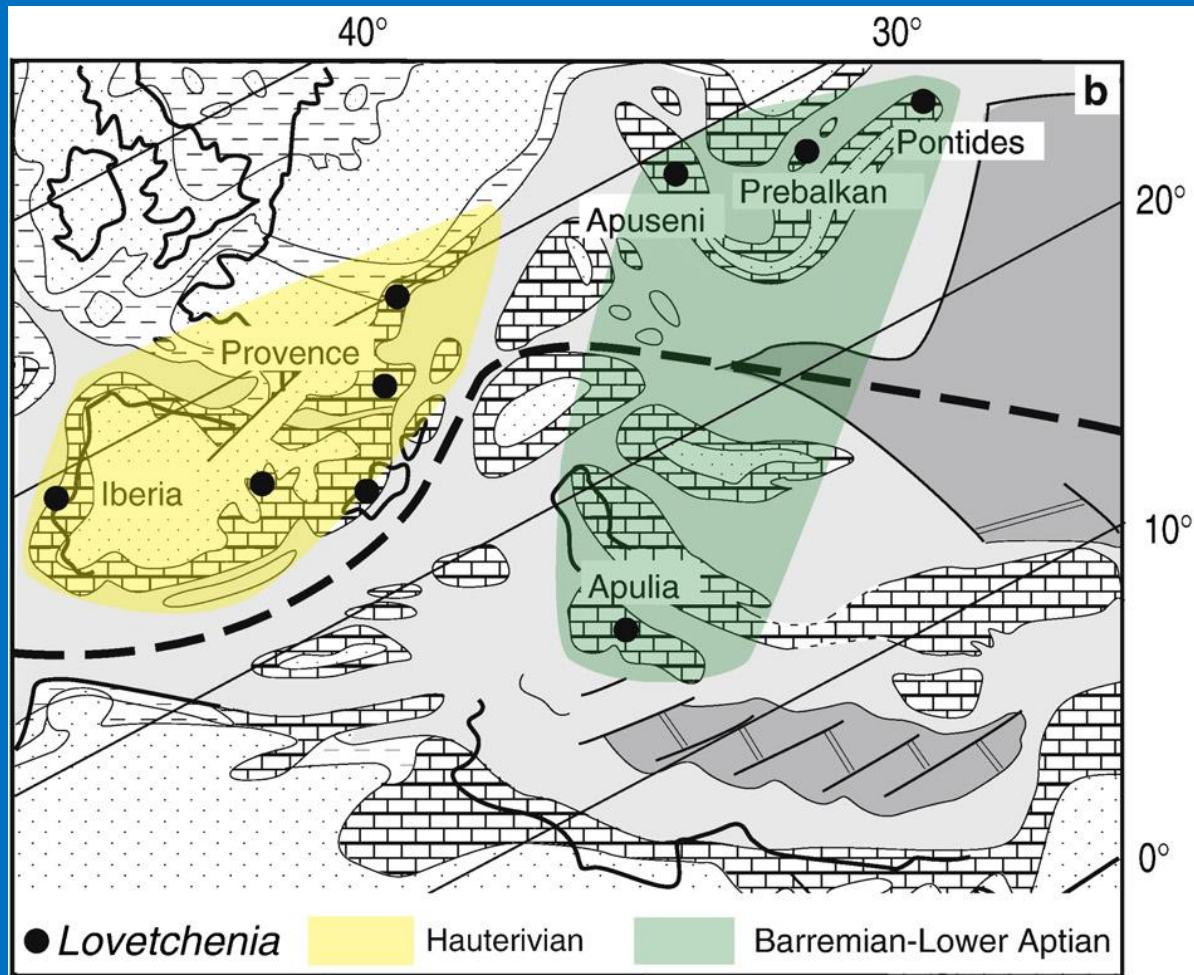 40°
30°
b
Pontides
Prebalkan
20°
Apuseni
Provence
Iberia
10°
Apulia
0°
Lovetchenia
Hauterivian
Barremian-Lower Aptian